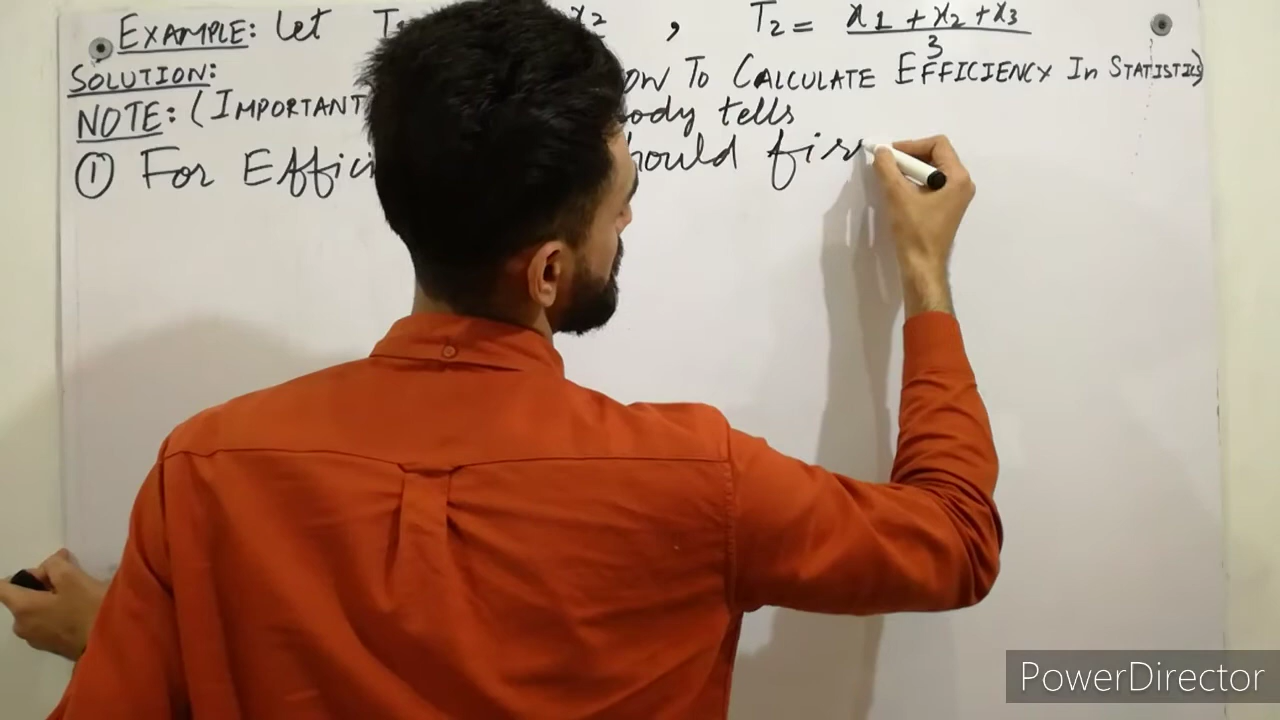 EXAMPLE: Let T x2 , T2 = x1 + x2 + x3 / 3
SOLUTION: OW TO CALCULATE EFFICIENCY IN STATISTICS)
NOTE: (IMPORTANT ody tells
① For Effici hould fir
PowerDirector